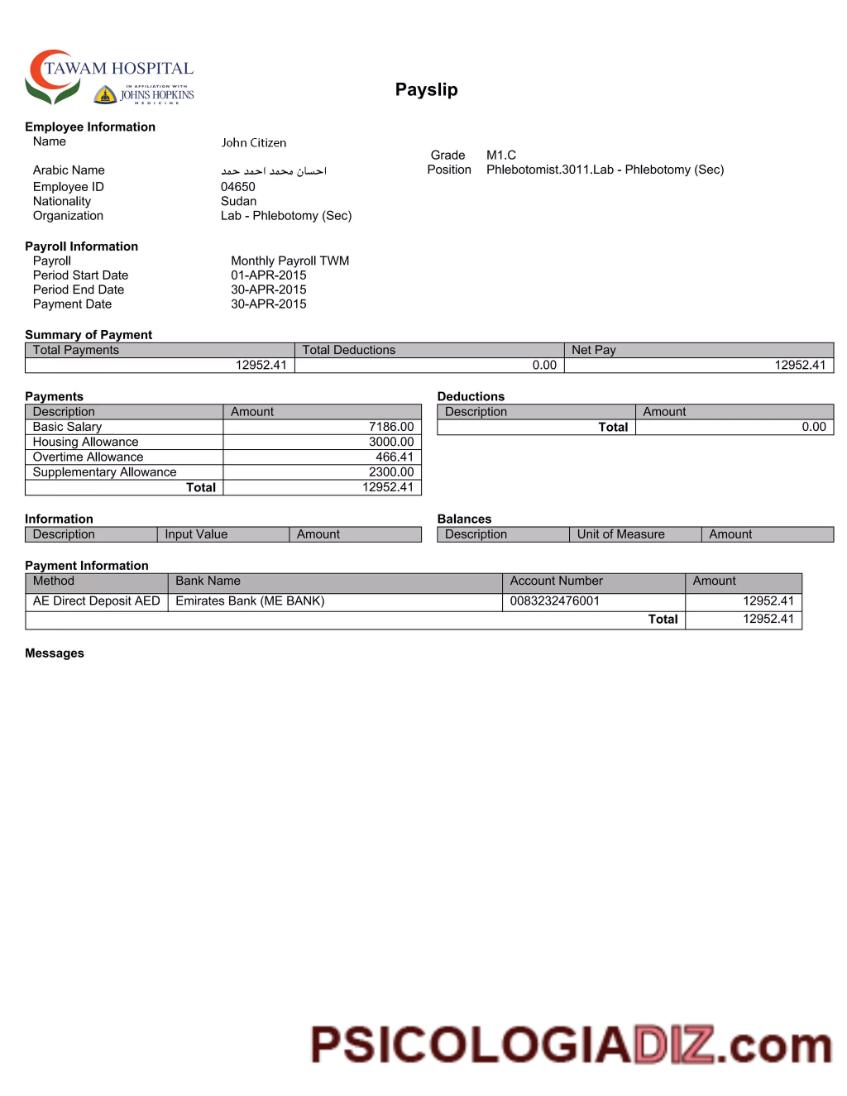 TAWAM HOSPITAL
IN AFFILIATION WITH
JOHNS HOPKINS
MEDICINE
Payslip
Employee Information
Name John Citizen
Grade M1.C
Arabic Name احسان محمد احمد حمد Position Phlebotomist.3011.Lab - Phlebotomy (Sec)
Employee ID 04650
Nationality Sudan
Organization Lab - Phlebotomy (Sec)
Payroll Information
Payroll Monthly Payroll TWM
Period Start Date 01-APR-2015
Period End Date 30-APR-2015
Payment Date 30-APR-2015
Summary of Payment
Total Payments Total Deductions Net Pay
12952.41 0.00 12952.41
Payments
Description Amount
Basic Salary 7186.00
Housing Allowance 3000.00
Overtime Allowance 466.41
Supplementary Allowance 2300.00
Total 12952.41
Deductions
Description Amount
Total 0.00
Information
Description Input Value Amount
Balances
Description Unit of Measure Amount
Payment Information
Method Bank Name Account Number Amount
AE Direct Deposit AED Emirates Bank (ME BANK) 0083232476001 12952.41
Total 12952.41
Messages
PSICOLOGIADIZ.com